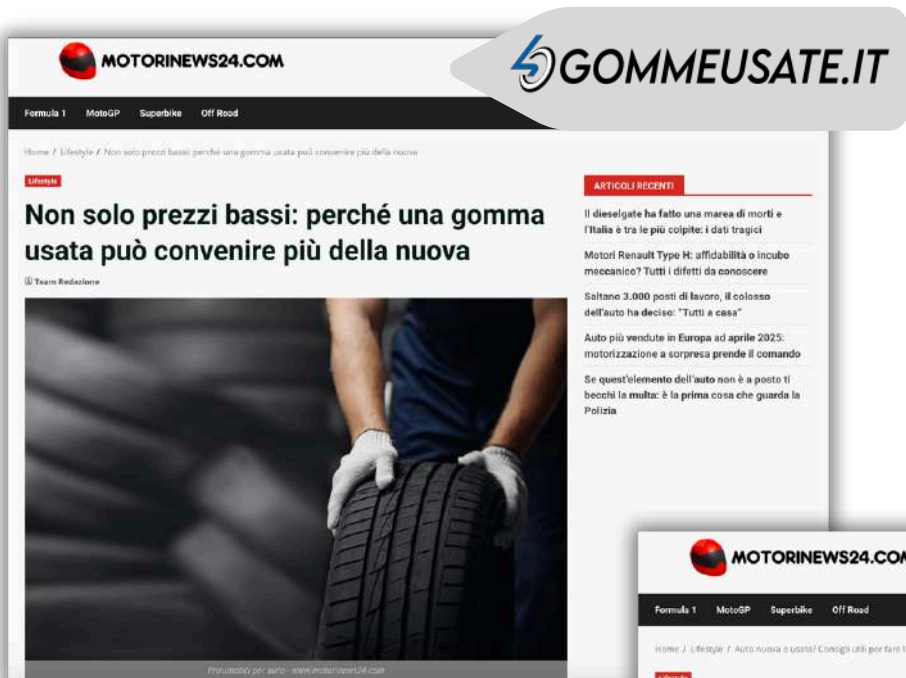 MOTORINEWS24.COM
GOMMEUSATE.IT
Formula 1 MotoGP Superbike Off Road
Home / Lifestyle / Non solo prezzi bassi: perché una gomma usata può convenire più della nuova
Lifestyle
Non solo prezzi bassi: perché una gomma
usata può convenire più della nuova
Team Redazione
Pneumatici per auto - www.motorinews24.com
ARTICOLI RECENTI
Il dieselgate ha fatto una marea di morti e
l'Italia è tra le più colpite: i dati tragici
Motori Renault Type H: affidabilità o incubo
meccanico? Tutti i difetti da conoscere
Saltano 3.000 posti di lavoro, il colosso
dell'auto ha deciso: "Tutti a casa"
Auto più vendute in Europa ad aprile 2025:
motorizzazione a sorpresa prende il comando
Se quest'elemento dell'auto non è a posto ti
becchi la multa: è la prima cosa che guarda la
Polizia
MOTORINEWS24.COM
Formula 1 MotoGP Superbike Off Road
Home / Lifestyle / Auto nuova o usata? Consigli utili per fare l
Lifestyle